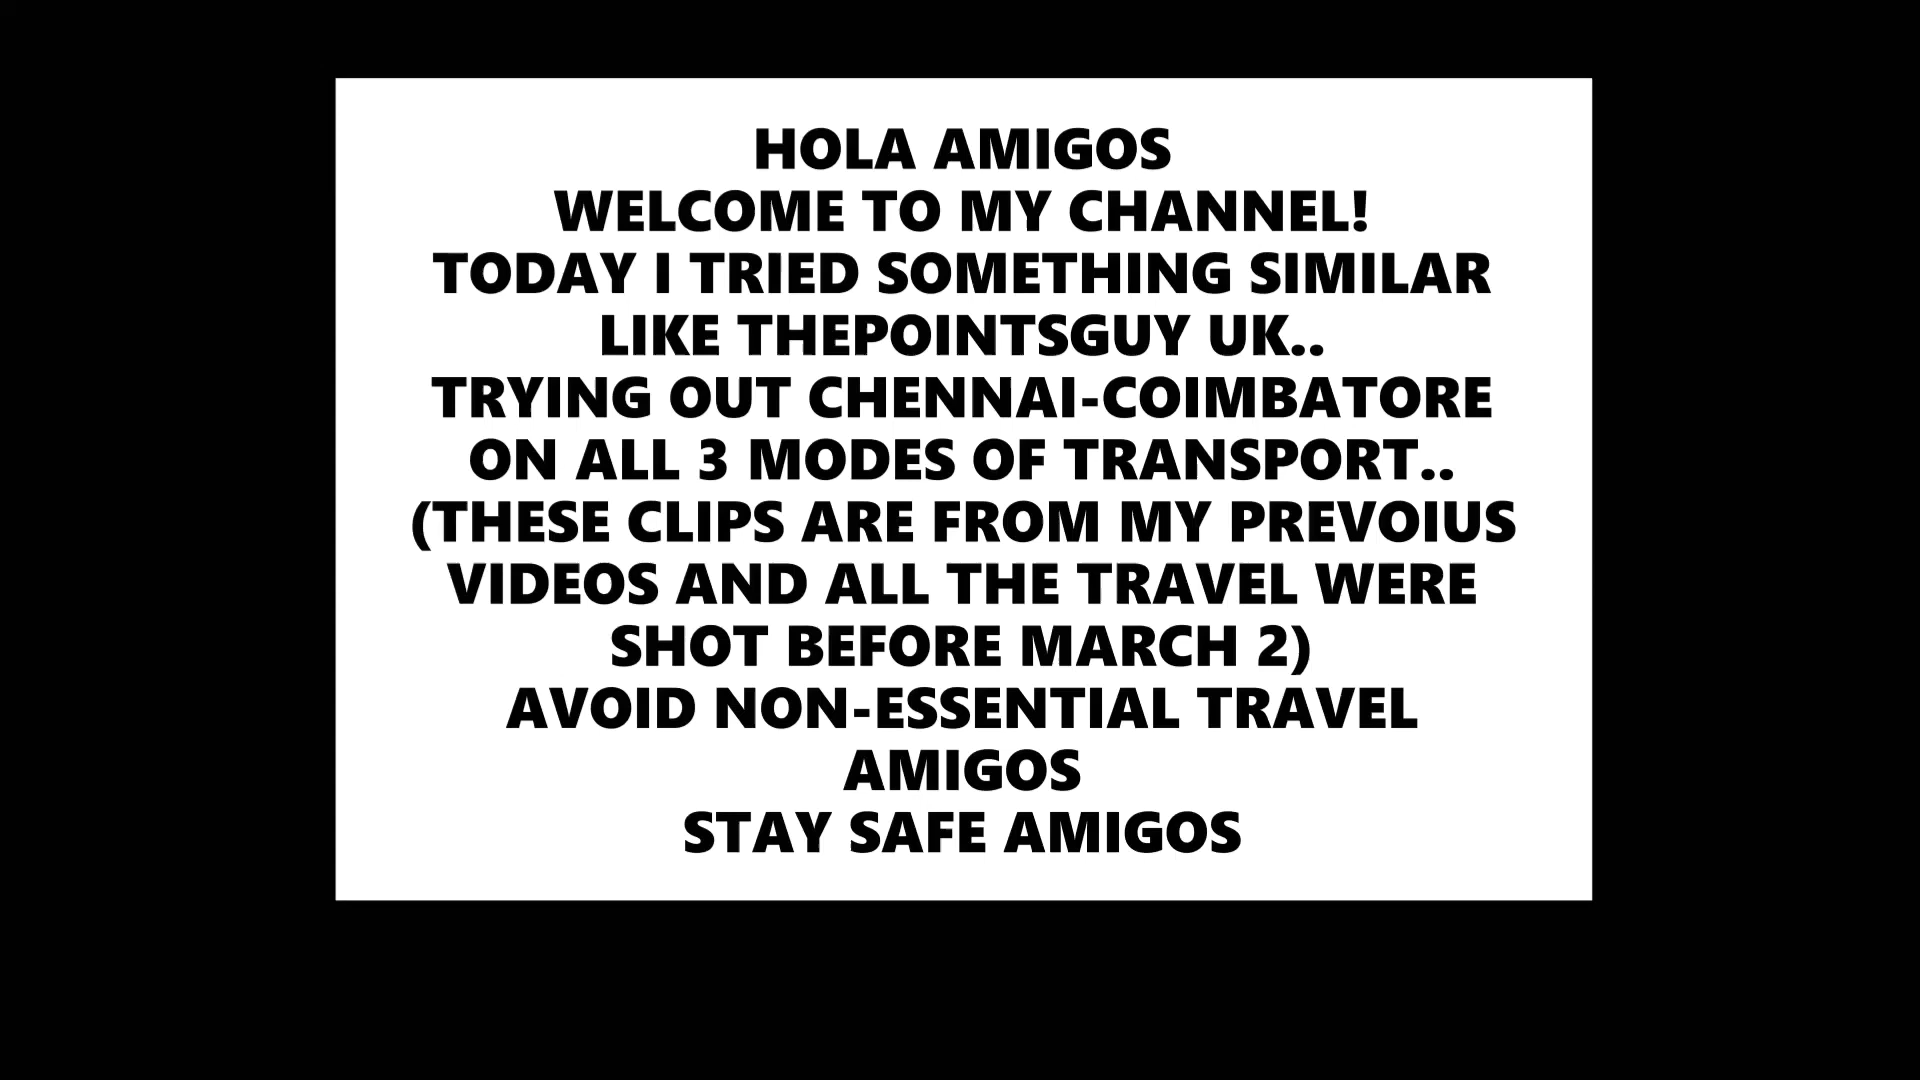 HOLA AMIGOS
WELCOME TO MY CHANNEL!
TODAY I TRIED SOMETHING SIMILAR
LIKE THEPOINTSGUY UK..
TRYING OUT CHENNAI-COIMBATORE
ON ALL 3 MODES OF TRANSPORT..
(THESE CLIPS ARE FROM MY PREVOIUS
VIDEOS AND ALL THE TRAVEL WERE
SHOT BEFORE MARCH 2)
AVOID NON-ESSENTIAL TRAVEL
AMIGOS
STAY SAFE AMIGOS